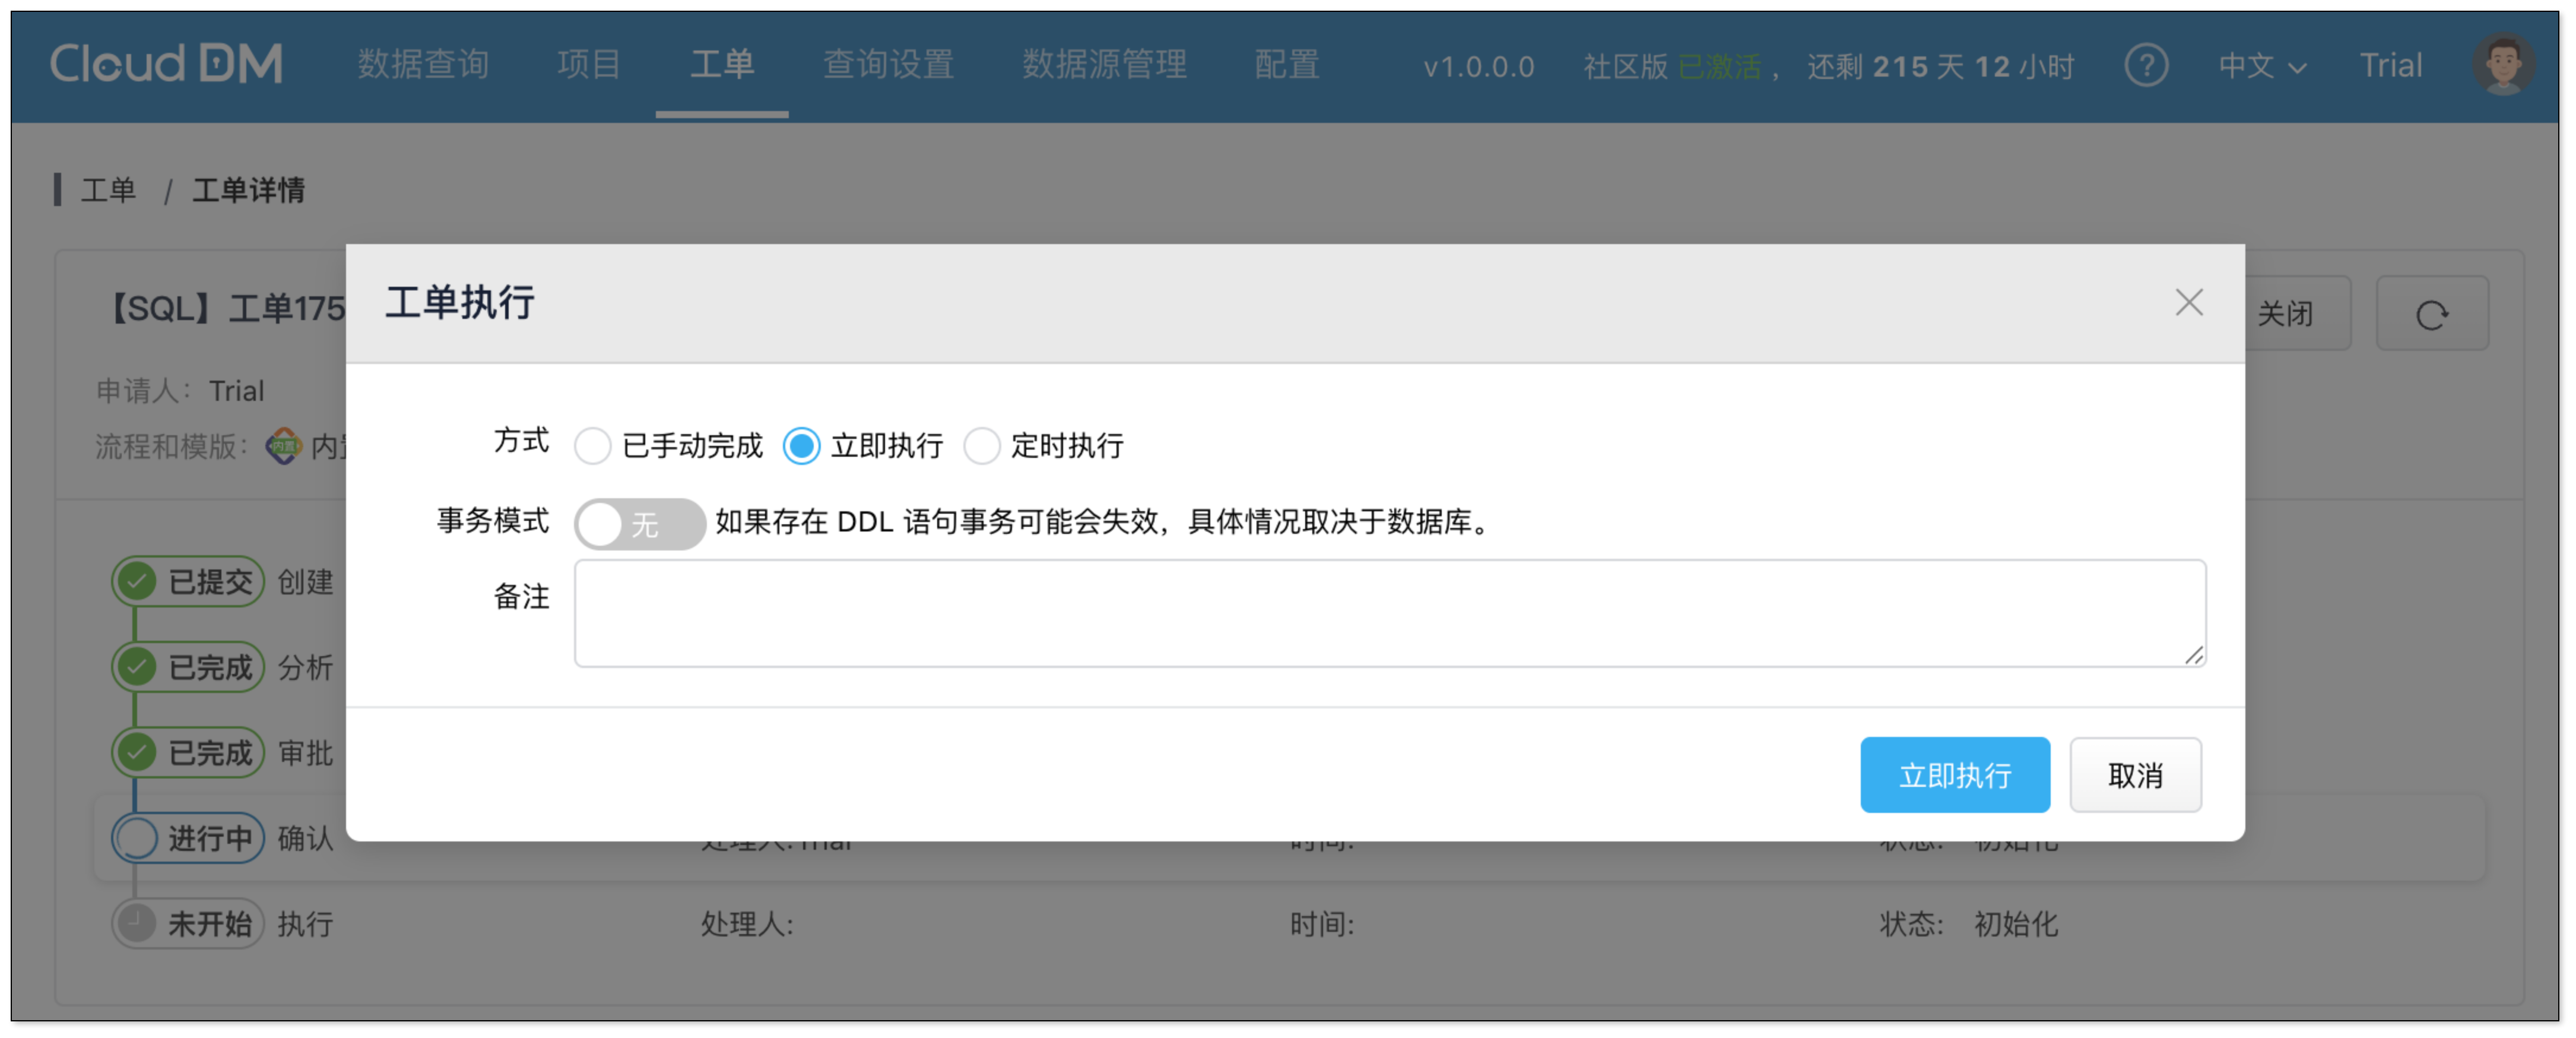 Cloud DM 数据查询 项目 工单 查询设置 数据源管理 配置 v1.0.0.0 社区版 已激活， 还剩 215 天 12 小时 ? 中文 Trial
工单 / 工单详情
【SQL】工单175
关闭
工单执行
申请人: Trial
流程和模版: 内置 内
方式 已手动完成 立即执行 定时执行
事务模式 无 如果存在 DDL 语句事务可能会失效，具体情况取决于数据库。
备注
已提交 创建
已完成 分析
已完成 审批
立即执行 取消
进行中 确认 处理人: Trial 时间: 状态: 初始化
未开始 执行 处理人: 时间: 状态: 初始化